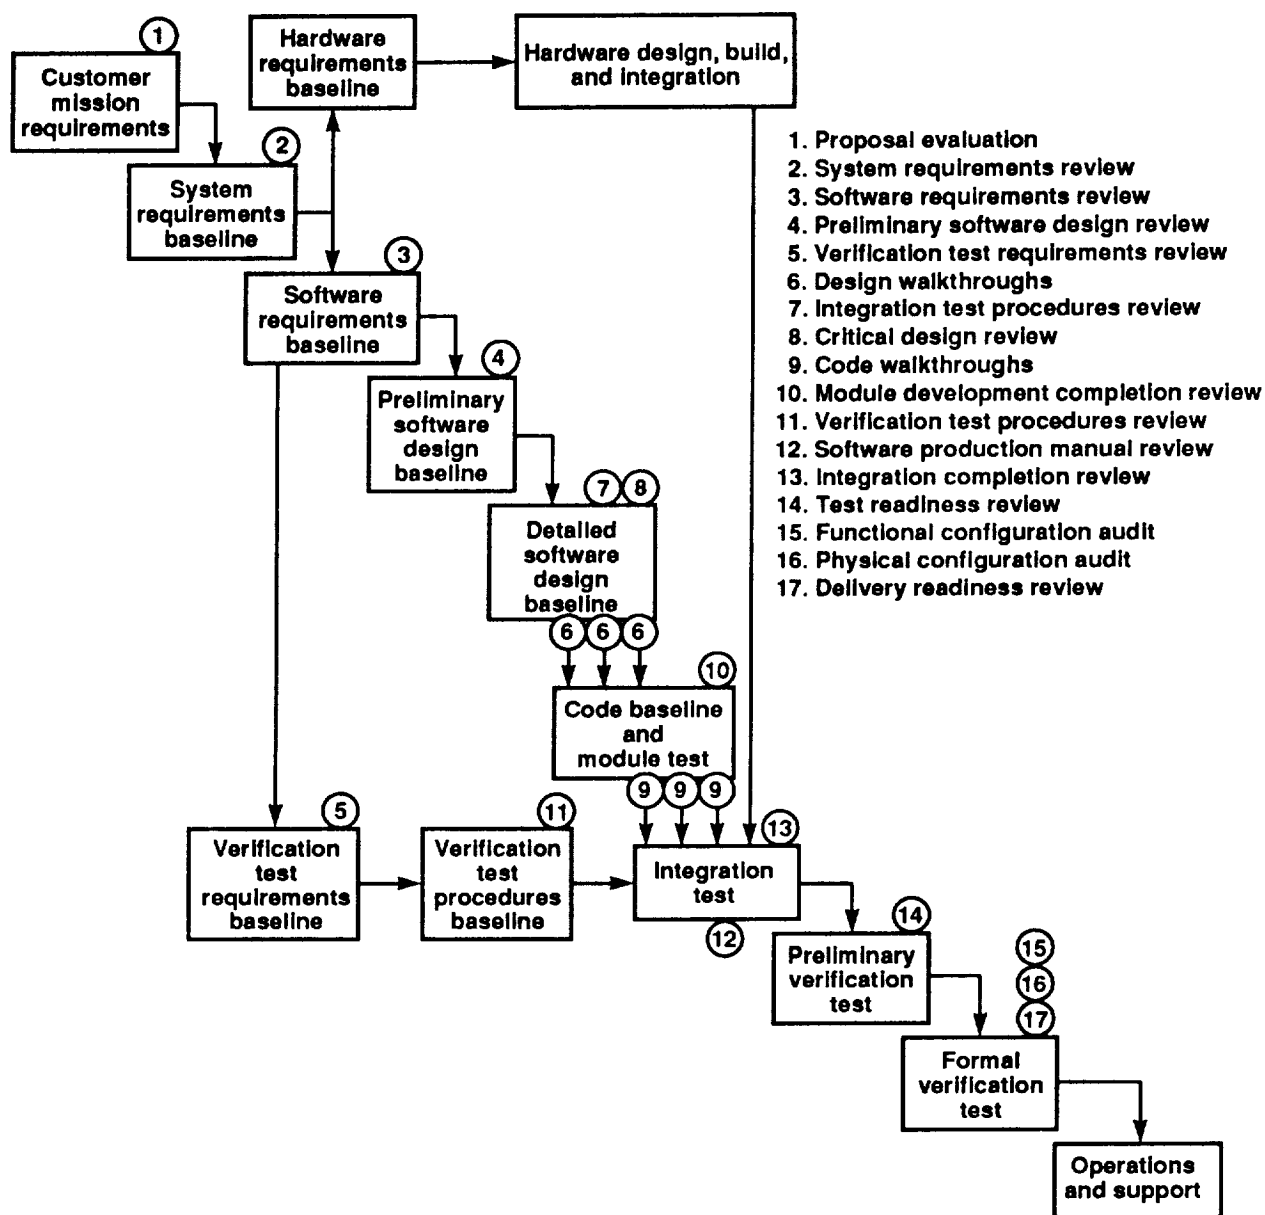 1
Customer
mission
requirements
Hardware
requirements
baseline
Hardware design, build,
and integration
2
System
requirements
baseline
3
Software
requirements
baseline
4
Preliminary
software
design
baseline
7 8
Detailed
software
design
baseline
6 6 6
10
Code baseline
and
module test
9 9 9
5
Verification
test
requirements
baseline
11
Verification
test
procedures
baseline
13
Integration
test
12
14
Preliminary
verification
test
15
16
17
Formal
verification
test
Operations
and support
1. Proposal evaluation
2. System requirements review
3. Software requirements review
4. Preliminary software design review
5. Verification test requirements review
6. Design walkthroughs
7. Integration test procedures review
8. Critical design review
9. Code walkthroughs
10. Module development completion review
11. Verification test procedures review
12. Software production manual review
13. Integration completion review
14. Test readiness review
15. Functional configuration audit
16. Physical configuration audit
17. Delivery readiness review